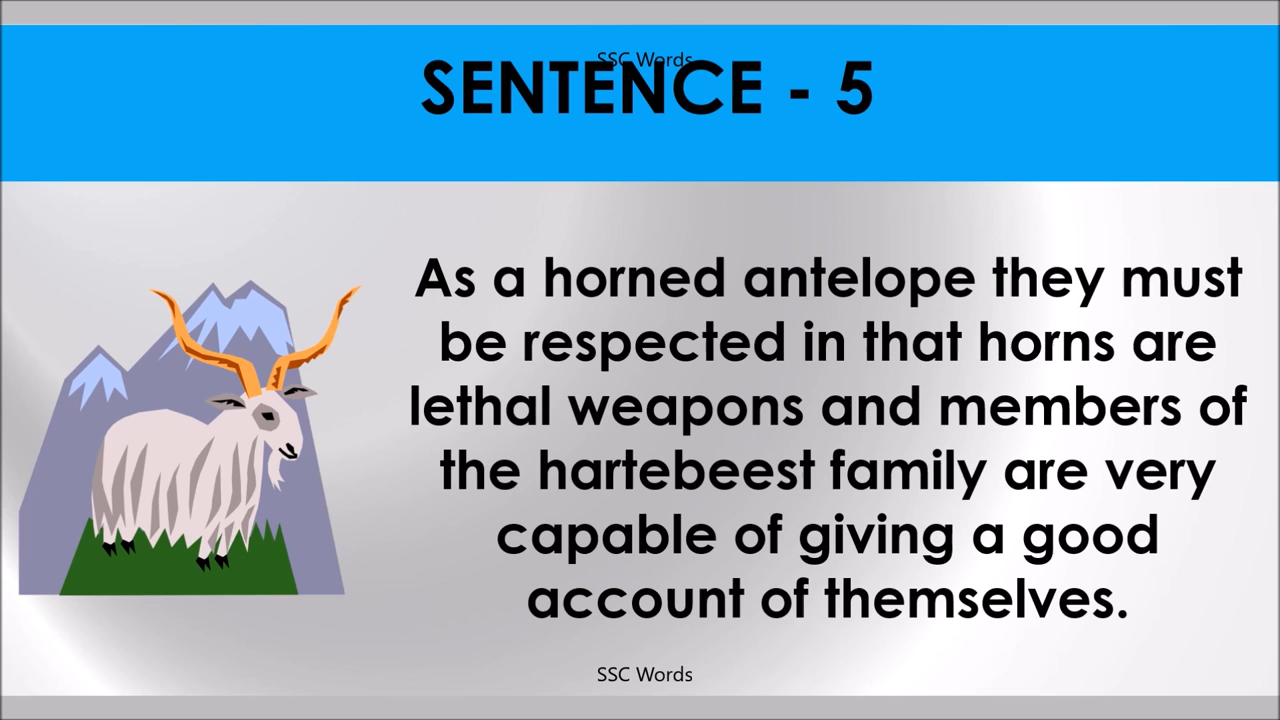 SSC Words
SENTENCE - 5
As a horned antelope they must
be respected in that horns are
lethal weapons and members of
the hartebeest family are very
capable of giving a good
account of themselves.
SSC Words